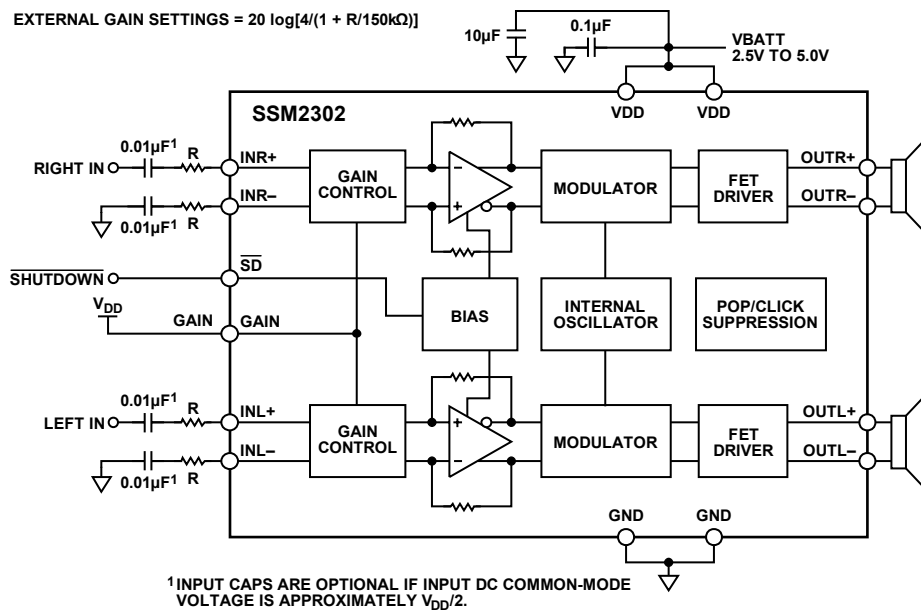 EXTERNAL GAIN SETTINGS = 20 log[4/(1 + R/150kΩ)]
10µF
0.1µF
VBATT
2.5V TO 5.0V
VDD
VDD
SSM2302
0.01µF¹
R
RIGHT IN
INR+
INR–
R
0.01µF¹
GAIN
CONTROL
MODULATOR
FET
DRIVER
OUTR+
OUTR–
SHUTDOWN
SD
VDD
GAIN
GAIN
BIAS
INTERNAL
OSCILLATOR
POP/CLICK
SUPPRESSION
0.01µF¹
R
LEFT IN
INL+
INL–
R
0.01µF¹
GAIN
CONTROL
MODULATOR
FET
DRIVER
OUTL+
OUTL–
GND
GND
¹INPUT CAPS ARE OPTIONAL IF INPUT DC COMMON-MODE
VOLTAGE IS APPROXIMATELY VDD/2.